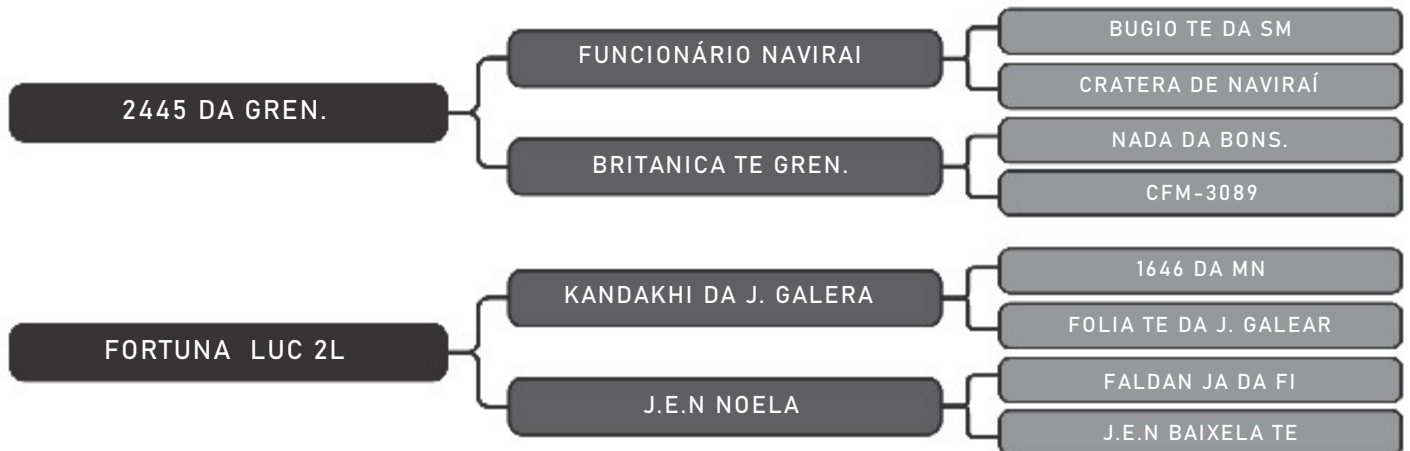 BUGIO TE DA SM
FUNCIONÁRIO NAVIRAI
CRATERA DE NAVIRAÍ
2445 DA GREN.
NADA DA BONS.
BRITANICA TE GREN.
CFM-3089
1646 DA MN
KANDAKHI DA J. GALERA
FOLIA TE DA J. GALEAR
FORTUNA LUC 2L
FALDAN JA DA FI
J.E.N NOELA
J.E.N BAIXELA TE